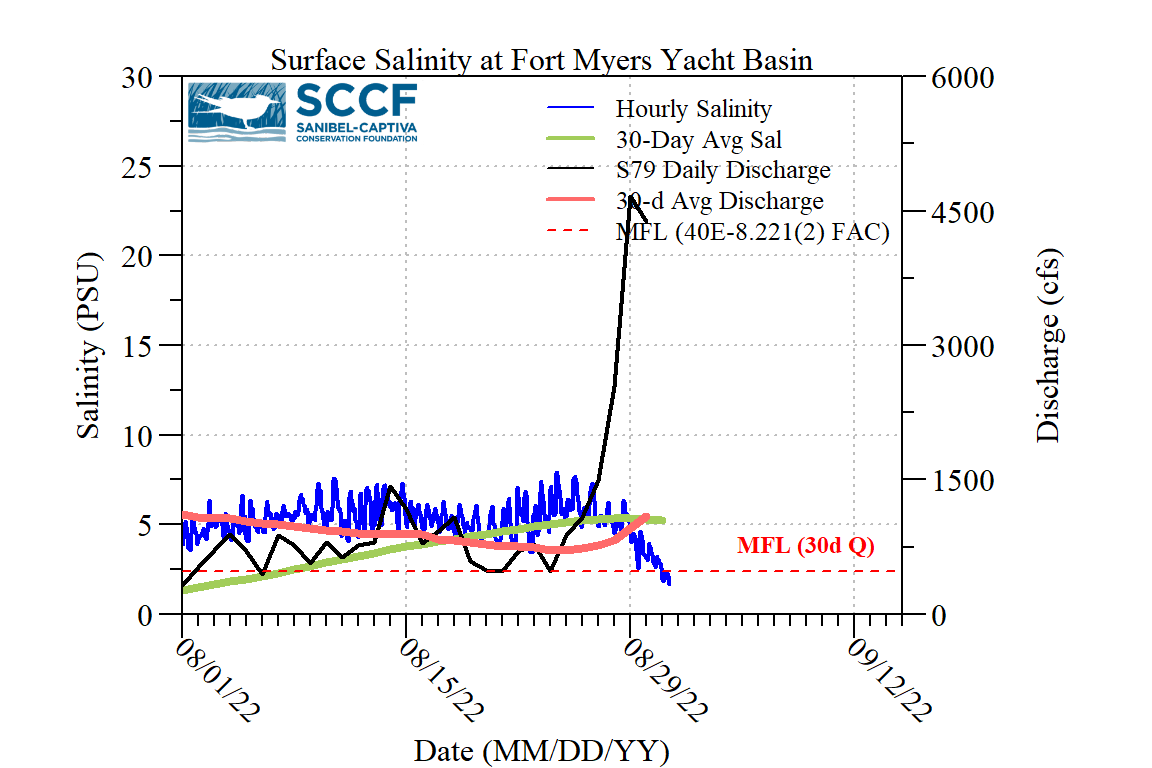 Surface Salinity at Fort Myers Yacht Basin
SCCF
SANIBEL-CAPTIVA
CONSERVATION FOUNDATION
Hourly Salinity
30-Day Avg Sal
S79 Daily Discharge
30-d Avg Discharge
MFL (40E-8.221(2) FAC)
30
25
20
15
10
5
0
Salinity (PSU)
6000
4500
3000
1500
0
Discharge (cfs)
MFL (30d Q)
08/01/22
08/15/22
08/29/22
09/12/22
Date (MM/DD/YY)